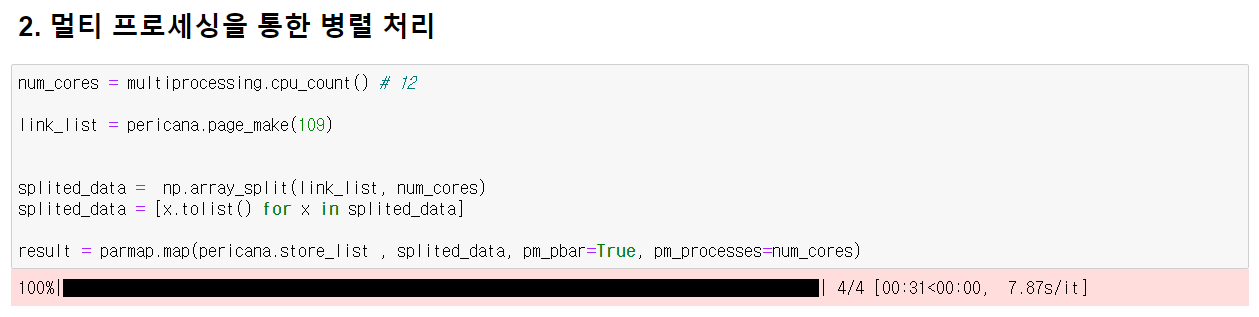 2. 멀티 프로세싱을 통한 병렬 처리
num_cores = multiprocessing.cpu_count() # 12
link_list = pericana.page_make(109)
splited_data =  np.array_split(link_list, num_cores)
splited_data = [x.tolist() for x in splited_data]
result = parmap.map(pericana.store_list , splited_data, pm_pbar=True, pm_processes=num_cores)
100%|██████████| 4/4 [00:31<00:00,  7.87s/it]